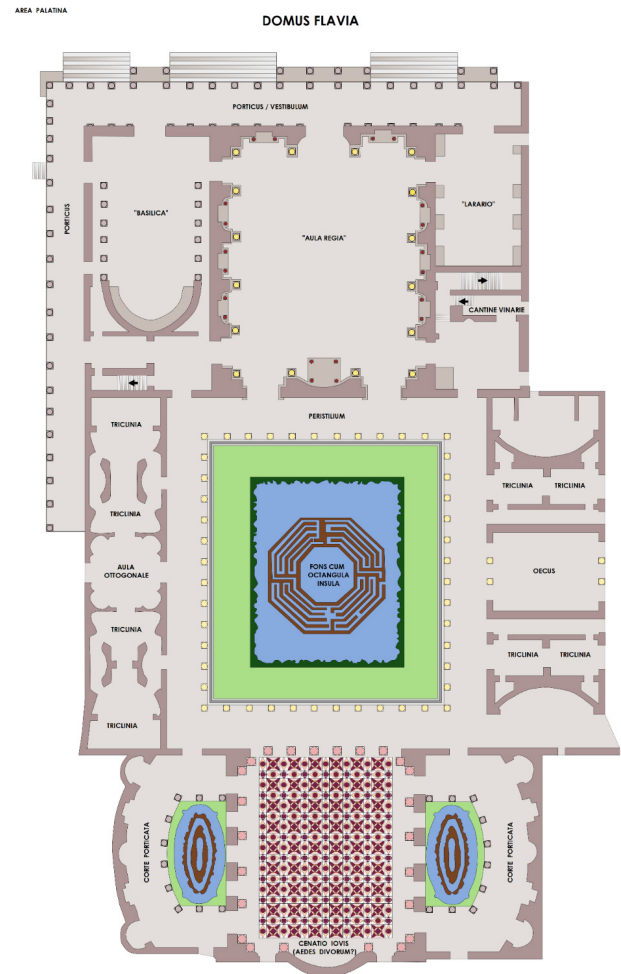 AREA PALATINA
DOMUS FLAVIA
PORTICUS / VESTIBULUM
PORTICUS
"BASILICA"
"AULA REGIA"
"LARARIO"
CANTINE VINARIE
PERISTILIUM
TRICLINIA
TRICLINIA
AULA
OTTOGONALE
TRICLINIA
TRICLINIA
FONS CUM
OCTANGULA
INSULA
TRICLINIA
TRICLINIA
OECUS
TRICLINIA
TRICLINIA
CORTE PORTICATA
CORTE PORTICATA
CENATIO IOVIS
(AEDES DIVORUM?)